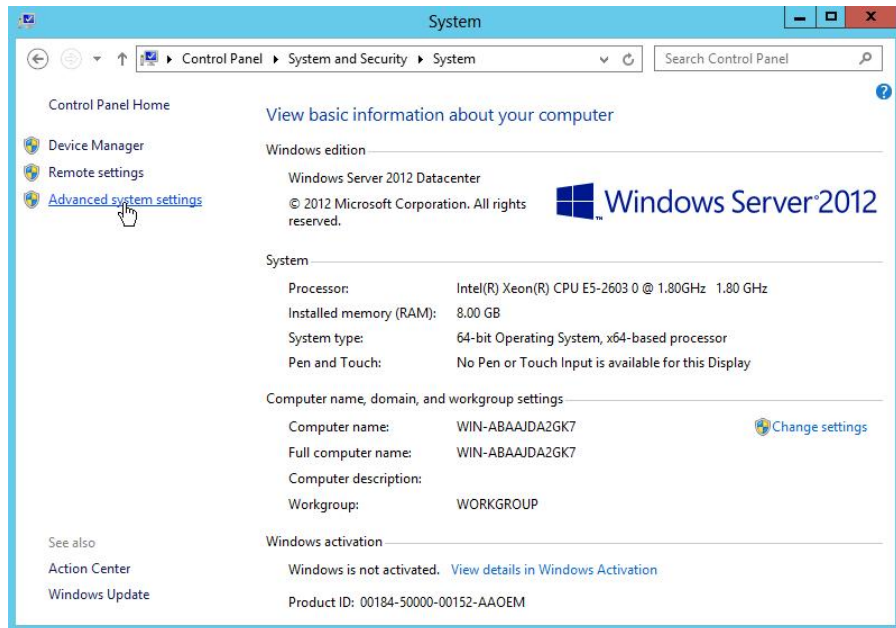 System
Control Panel System and Security System
Search Control Panel
Control Panel Home
Device Manager
Remote settings
Advanced system settings
View basic information about your computer
Windows edition
Windows Server 2012 Datacenter
© 2012 Microsoft Corporation. All rights
reserved.
Windows Server 2012
System
Processor: Intel(R) Xeon(R) CPU E5-2603 0 @ 1.80GHz 1.80 GHz
Installed memory (RAM): 8.00 GB
System type: 64-bit Operating System, x64-based processor
Pen and Touch: No Pen or Touch Input is available for this Display
Computer name, domain, and workgroup settings
Computer name: WIN-ABAAJDA2GK7
Change settings
Full computer name: WIN-ABAAJDA2GK7
Computer description:
Workgroup: WORKGROUP
Windows activation
Windows is not activated. View details in Windows Activation
Product ID: 00184-50000-00152-AAOEM
See also
Action Center
Windows Update